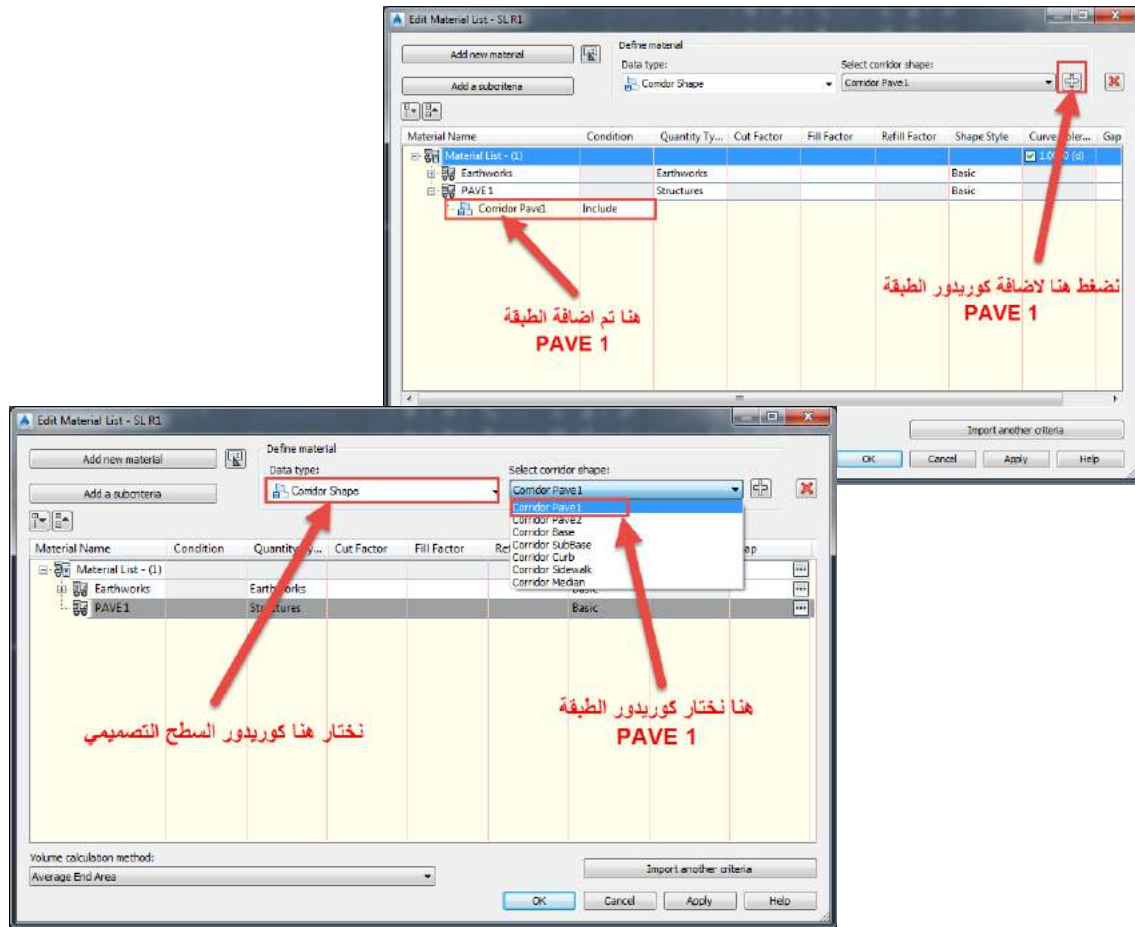 Edit Material List - SL R1
Add new material
Define material
Data type:
Select corridor shape:
Add a subcriteria
Corridor Shape
Corridor Pave1
Material Name Condition Quantity Ty... Cut Factor Fill Factor Refill Factor Shape Style Gap
Material List - (1)
Earthworks Earthworks Basic
PAVE1 Structures Basic
Corridor Pave1 Include
نضغط هنا لاضافة كوريدور الطبقة
PAVE 1
هنا تم اضافة الطبقة
PAVE 1
Import another criteria
OK Cancel Apply Help
Edit Material List - SL R1
Add new material
Define material
Data type:
Select corridor shape:
Add a subcriteria
Corridor Shape
Corridor Pave1
Corridor Pave1
Corridor Pave2
Corridor Base
Corridor SubBase
Corridor Curb
Corridor Sidewalk
Corridor Median
Material Name Condition Cut Factor Fill Factor
Material List - (1)
Earthworks
PAVE1 Basic
هنا نختار كوريدور الطبقة
PAVE 1
نختار هنا كوريدور السطح التصميمي
Volume calculation method:
Average End Area
Import another criteria
OK Cancel Apply Help